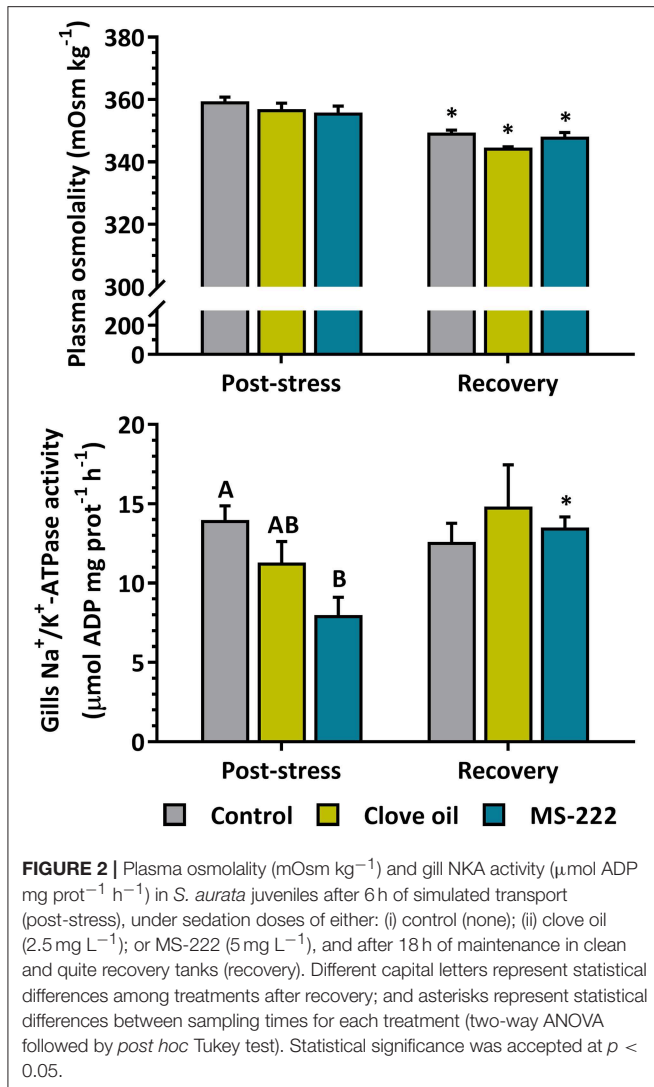 Plasma osmolality (mOsm kg⁻¹)
380
360
340
320
300
200
0
* * *
Post-stress Recovery
Gills Na⁺/K⁺-ATPase activity
(μmol ADP mg prot⁻¹ h⁻¹)
20
15
10
5
0
A
AB
B
*
Post-stress Recovery
Control Clove oil MS-222
FIGURE 2 | Plasma osmolality (mOsm kg⁻¹) and gill NKA activity (μmol ADP
mg prot⁻¹ h⁻¹) in S. aurata juveniles after 6 h of simulated transport
(post-stress), under sedation doses of either: (i) control (none); (ii) clove oil
(2.5 mg L⁻¹); or MS-222 (5 mg L⁻¹), and after 18 h of maintenance in clean
and quite recovery tanks (recovery). Different capital letters represent statistical
differences among treatments after recovery; and asterisks represent statistical
differences between sampling times for each treatment (two-way ANOVA
followed by post hoc Tukey test). Statistical significance was accepted at p <
0.05.